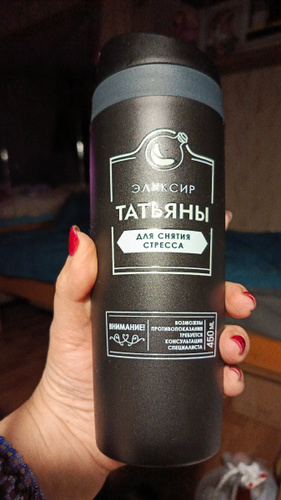 ЭЛИКСИР
ТАТЬЯНЫ
ДЛЯ СНЯТИЯ
СТРЕССА
ВНИМАНИЕ!
ВОЗМОЖНЫ
ПРОТИВОПОКАЗАНИЯ
ТРЕБУЕТСЯ
КОНСУЛЬТАЦИЯ
СПЕЦИАЛИСТА
450 МЛ.